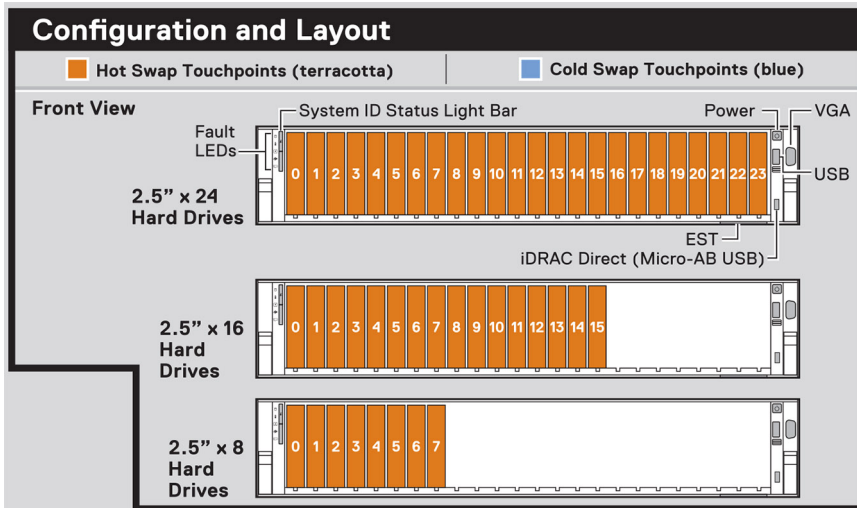 Configuration and Layout
Hot Swap Touchpoints (terracotta)
Cold Swap Touchpoints (blue)
Front View
System ID Status Light Bar
Power
VGA
Fault
LEDs
0 1 2 3 4 5 6 7 8 9 10 11 12 13 14 15 16 17 18 19 20 21 22 23
USB
2.5” x 24
Hard Drives
EST
iDRAC Direct (Micro-AB USB)
2.5” x 16
Hard
Drives
0 1 2 3 4 5 6 7 8 9 10 11 12 13 14 15
2.5” x 8
Hard
Drives
0 1 2 3 4 5 6 7